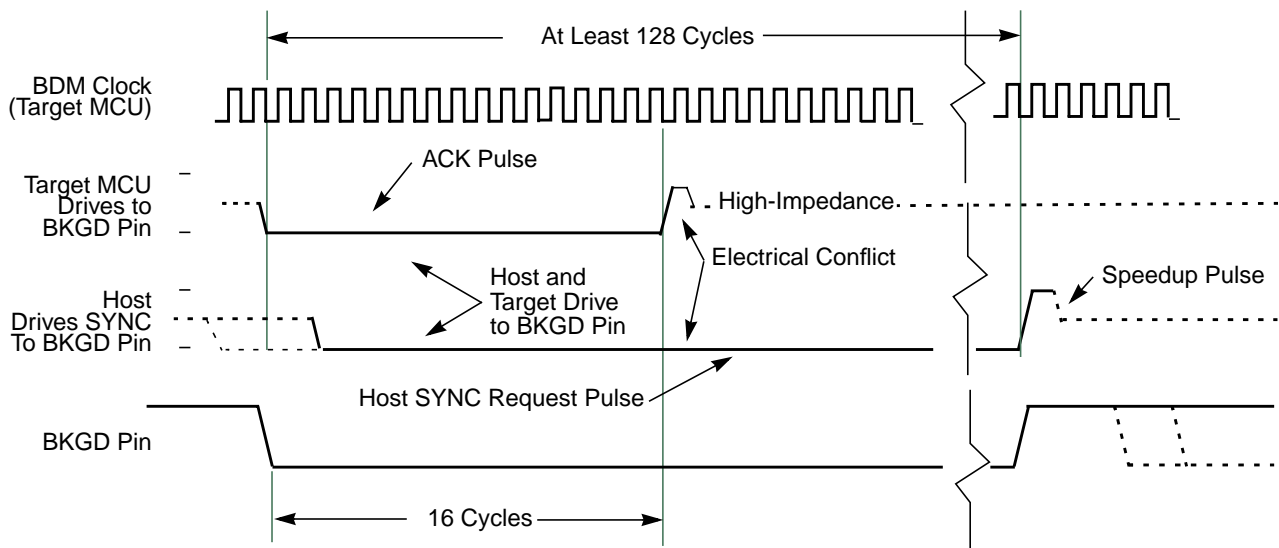 At Least 128 Cycles
BDM Clock
(Target MCU)
ACK Pulse
Target MCU
Drives to
BKGD Pin
High-Impedance
Electrical Conflict
Host and
Target Drive
to BKGD Pin
Speedup Pulse
Host
Drives SYNC
To BKGD Pin
Host SYNC Request Pulse
BKGD Pin
16 Cycles